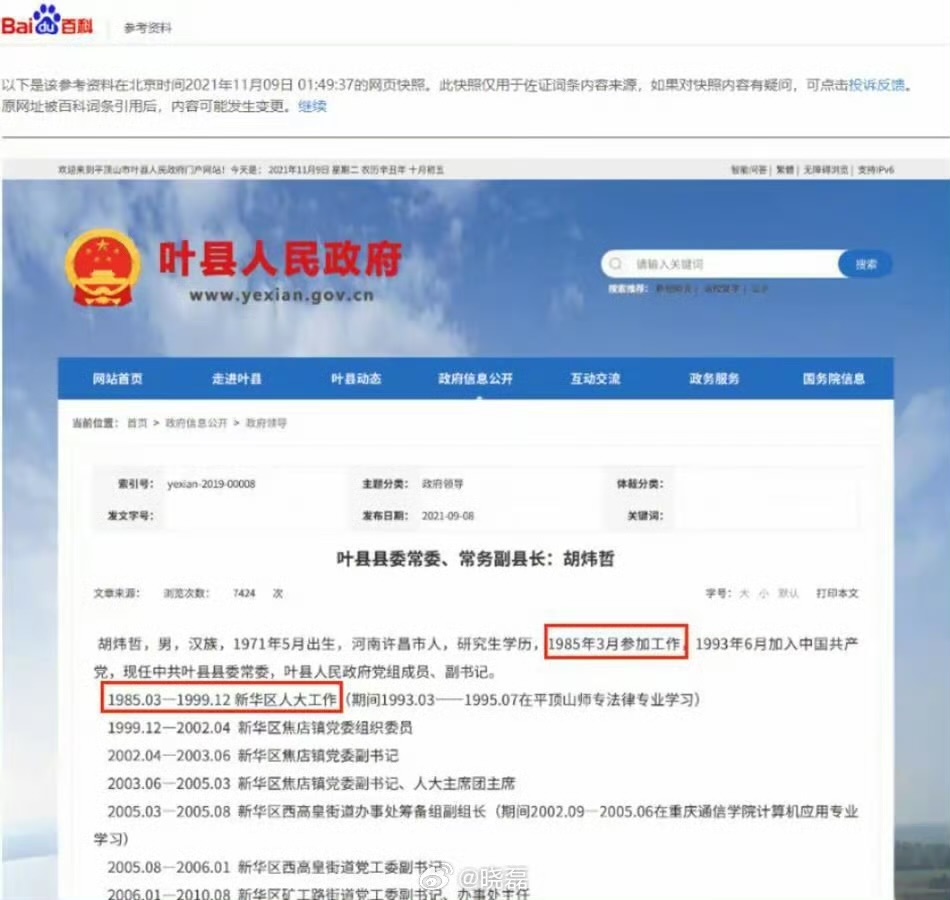 Baidu百科 参考资料
以下是该参考资料在北京时间2021年11月09日 01:49:37的网页快照。此快照仅用于佐证词条内容来源，如果对快照内容有疑问，可点击投诉反馈。
原网址被百科词条引用后，内容可能发生变更。继续
欢迎来到平顶山市叶县人民政府门户网站！今天是： 2021年11月9日 星期二 农历辛丑年 十月初五 智能问答 | 繁體 | 无障碍浏览 | 支持IPv6
叶县人民政府
www.yexian.gov.cn
请输入关键词 搜索
搜索推荐：
网站首页 走进叶县 叶县动态 政府信息公开 互动交流 政务服务 国务院信息
当前位置： 首页 > 政府信息公开 > 政府领导
索引号： yexian-2019-00008 主题分类： 政府领导 体裁分类：
发文字号： 发布日期： 2021-09-08 关键词：
叶县县委常委、常务副县长：胡炜哲
文章来源： 浏览次数： 7424 次 字号： 大 小 默认 打印本文
胡炜哲，男，汉族，1971年5月出生，河南许昌市人，研究生学历，1985年3月参加工作，1993年6月加入中国共产
党，现任中共叶县县委常委，叶县人民政府党组成员、副书记。
1985.03—1999.12 新华区人大工作（期间1993.03——1995.07在平顶山师专法律专业学习）
1999.12—2002.04 新华区焦店镇党委组织委员
2002.04—2003.06 新华区焦店镇党委副书记
2003.06—2005.03 新华区焦店镇党委副书记、人大主席团主席
2005.03—2005.08 新华区西高皇街道办事处筹备组副组长（期间2002.09—2005.06在重庆通信学院计算机应用专业
学习）
2005.08—2006.01 新华区西高皇街道党工委副书记
2006.01—2010.08 新华区矿工路街道党工委副书记、办事处主任
@晓磊